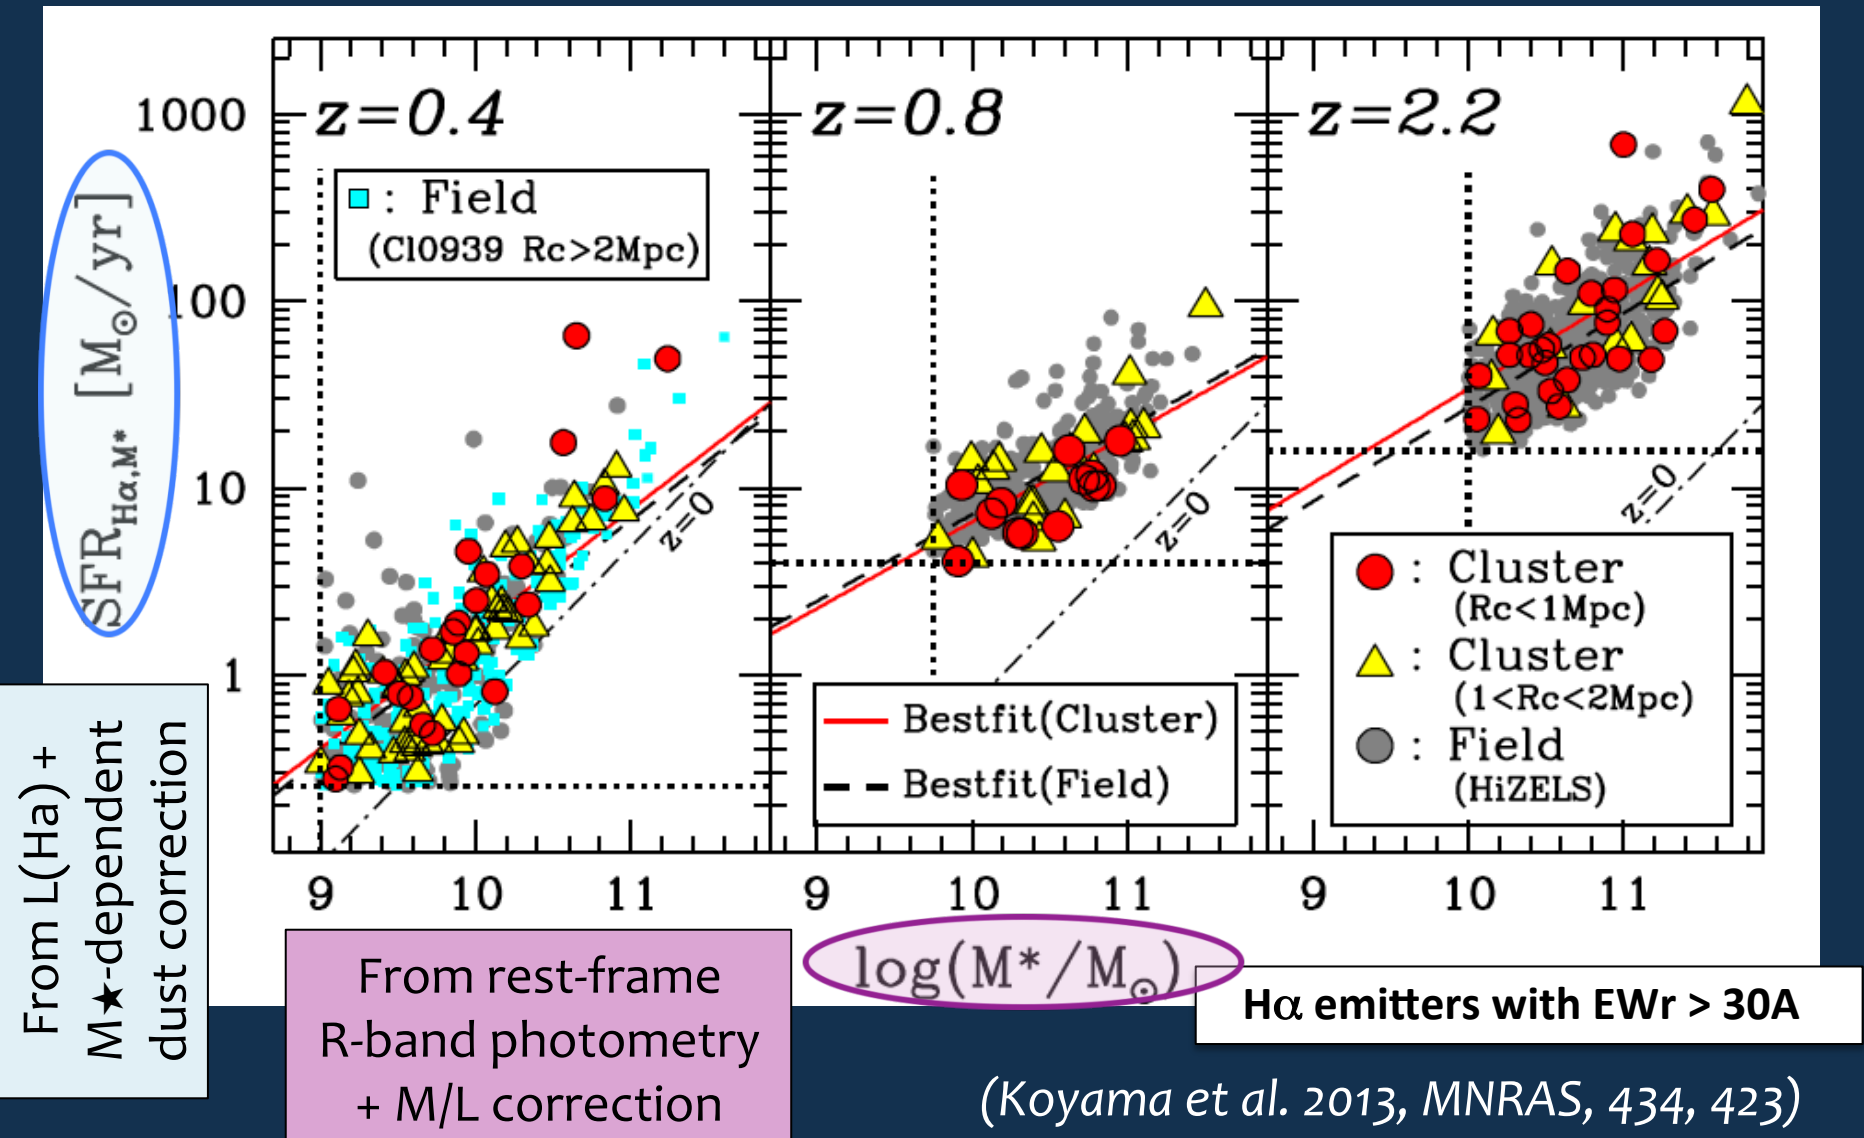 z=0.4
z=0.8
z=2.2
1000
100
10
1
SFR Hα,M* [M⊙/yr]
: Field
(Cl0939 Rc>2Mpc)
z=0
z=0
z=0
Bestfit(Cluster)
Bestfit(Field)
: Cluster
(Rc<1Mpc)
: Cluster
(1<Rc<2Mpc)
: Field
(HiZELS)
9 10 11
9 10 11
9 10 11
log(M*/M⊙)
From L(Ha) +
M★-dependent
dust correction
From rest-frame
R-band photometry
+ M/L correction
Hα emitters with EWr > 30A
(Koyama et al. 2013, MNRAS, 434, 423)